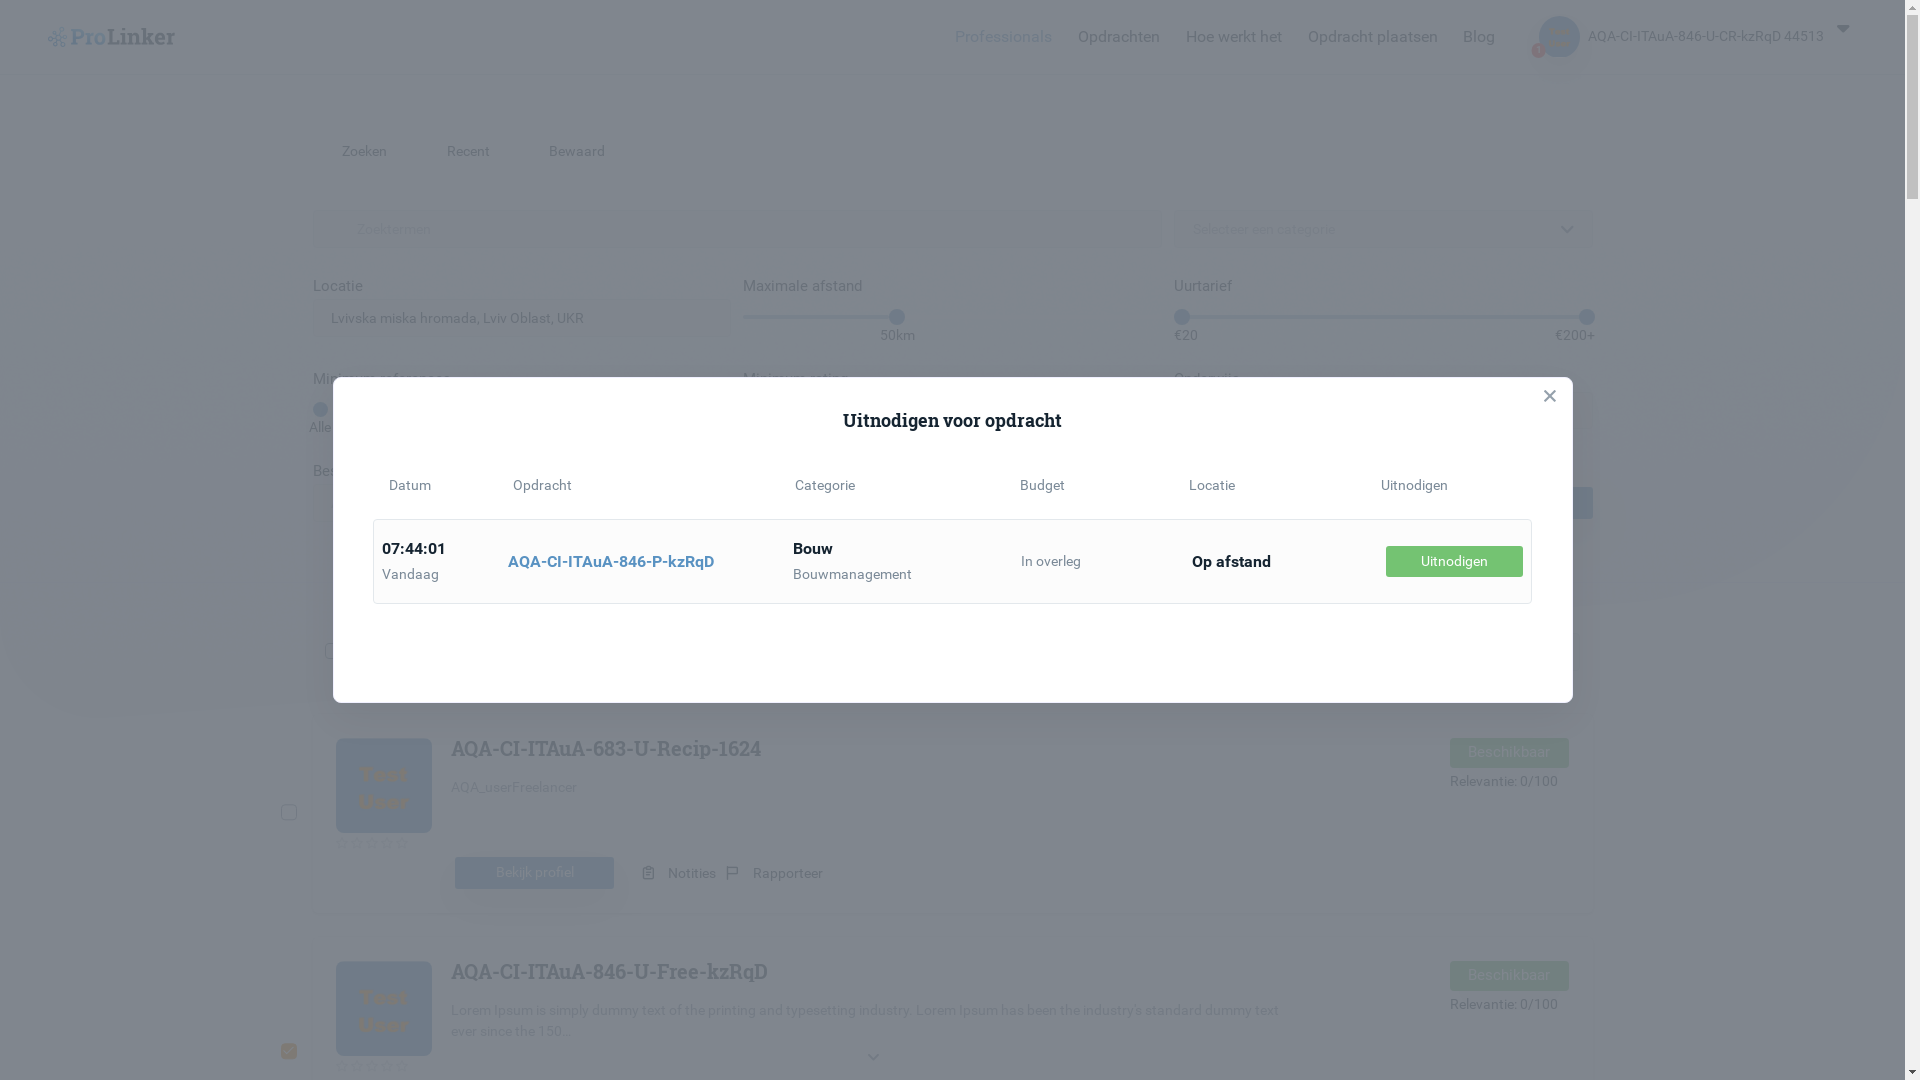 ProLinker
Professionals Opdrachten Hoe werkt het Opdracht plaatsen Blog AQA-CI-ITAuA-846-U-CR-kzRqD 44513
Zoeken Recent Bewaard
Zoektermen Selecteer een categorie
Locatie Maximale afstand Uurtarief
Lvivska miska hromada, Lviv Oblast, UKR
50km €20 €200+
Alle
Uitnodigen voor opdracht
Datum Opdracht Categorie Budget Locatie Uitnodigen
07:44:01 Bouw
AQA-CI-ITAuA-846-P-kzRqD In overleg Op afstand Uitnodigen
Vandaag Bouwmanagement
AQA-CI-ITAuA-683-U-Recip-1624 Beschikbaar
Test
User
AQA_userFreelancer Relevantie: 0/100
Bekijk profiel Notities Rapporteer
AQA-CI-ITAuA-846-U-Free-kzRqD Beschikbaar
Test
User
Lorem Ipsum is simply dummy text of the printing and typesetting industry. Lorem Ipsum has been the industry's standard dummy text Relevantie: 0/100
ever since the 150...